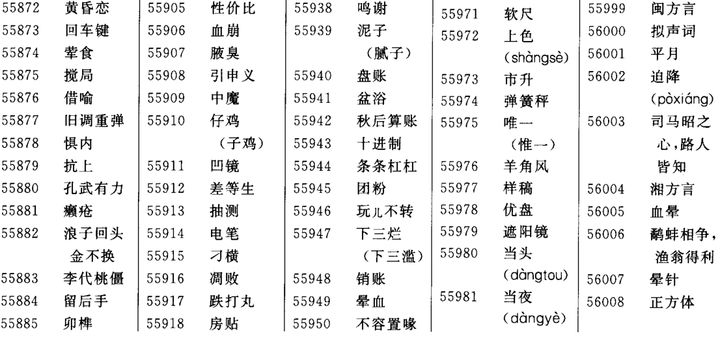 55872 黄昏恋
55873 回车键
55874 荤食
55875 搅局
55876 借喻
55877 旧调重弹
55878 惧内
55879 抗上
55880 孔武有力
55881 癞疮
55882 浪子回头
金不换
55883 李代桃僵
55884 留后手
55885 卯榫
55905 性价比
55906 血崩
55907 腋臭
55908 引申义
55909 中魔
55910 仔鸡
(子鸡)
55911 凹镜
55912 差等生
55913 抽测
55914 电笔
55915 刁横
55916 凋败
55917 跌打丸
55918 房贴
55938 鸣谢
55939 泥子
(腻子)
55940 盘账
55941 盆浴
55942 秋后算账
55943 十进制
55944 条条杠杠
55945 团粉
55946 玩儿不转
55947 下三烂
(下三滥)
55948 销账
55949 晕血
55950 不容置喙
55971 软尺
55972 上色
(shàngsè)
55973 市升
55974 弹簧秤
55975 唯一
(惟一)
55976 羊角风
55977 样稿
55978 优盘
55979 遮阳镜
55980 当头
(dàngtou)
55981 当夜
(dàngyè)
55999 闽方言
56000 拟声词
56001 平月
56002 迫降
(pòxiáng)
56003 司马昭之
心,路人
皆知
56004 湘方言
56005 血晕
56006 鹬蚌相争,
渔翁得利
56007 晕针
56008 正方体